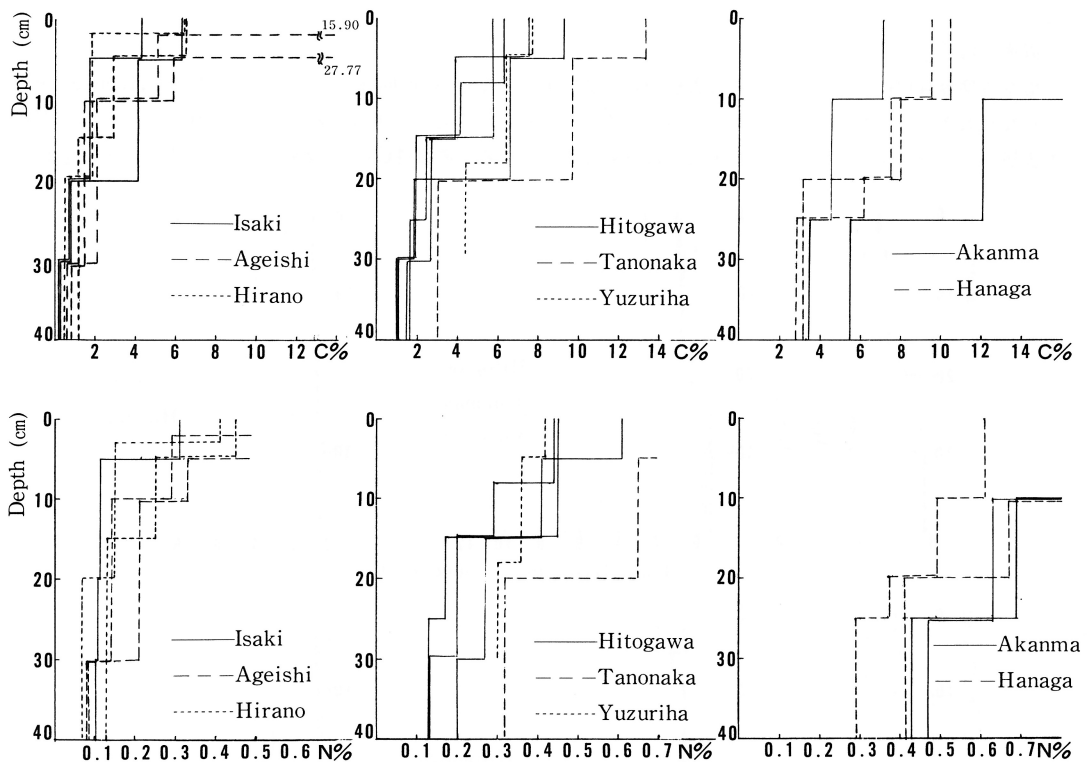 Depth (cm)
0
10
20
30
40
15.90
27.77
Isaki
Ageishi
Hirano
2 4 6 8 10 12 C%
0
10
20
30
40
Hitogawa
Tanonaka
Yuzuriha
2 4 6 8 10 12 14 C%
0
10
20
30
40
Akanma
Hanaga
2 4 6 8 10 12 14 C%
Depth (cm)
0
10
20
30
40
Isaki
Ageishi
Hirano
0.1 0.2 0.3 0.4 0.5 0.6 N%
0
10
20
30
40
Hitogawa
Tanonaka
Yuzuriha
0.1 0.2 0.3 0.4 0.5 0.6 0.7 N%
0
10
20
30
40
Akanma
Hanaga
0.1 0.2 0.3 0.4 0.5 0.6 0.7 N%